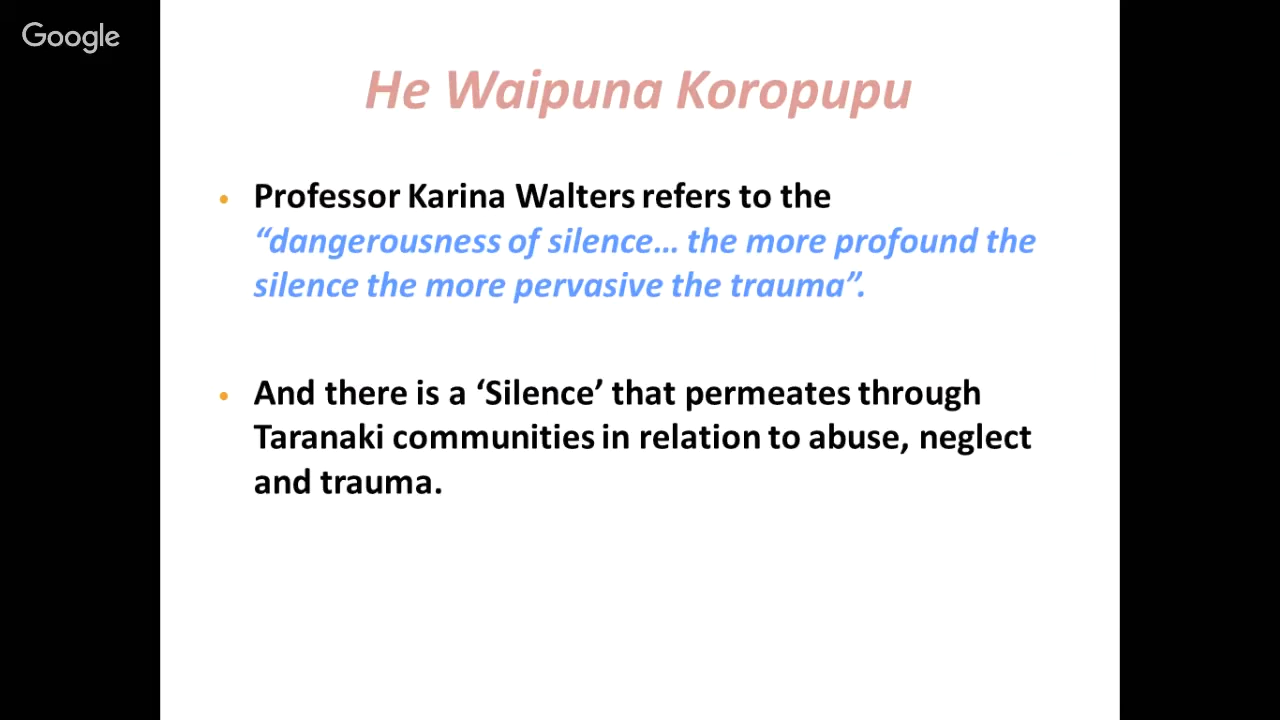 Google
He Waipuna Koropupu
• Professor Karina Walters refers to the
“dangerousness of silence… the more profound the
silence the more pervasive the trauma”.
• And there is a ‘Silence’ that permeates through
Taranaki communities in relation to abuse, neglect
and trauma.